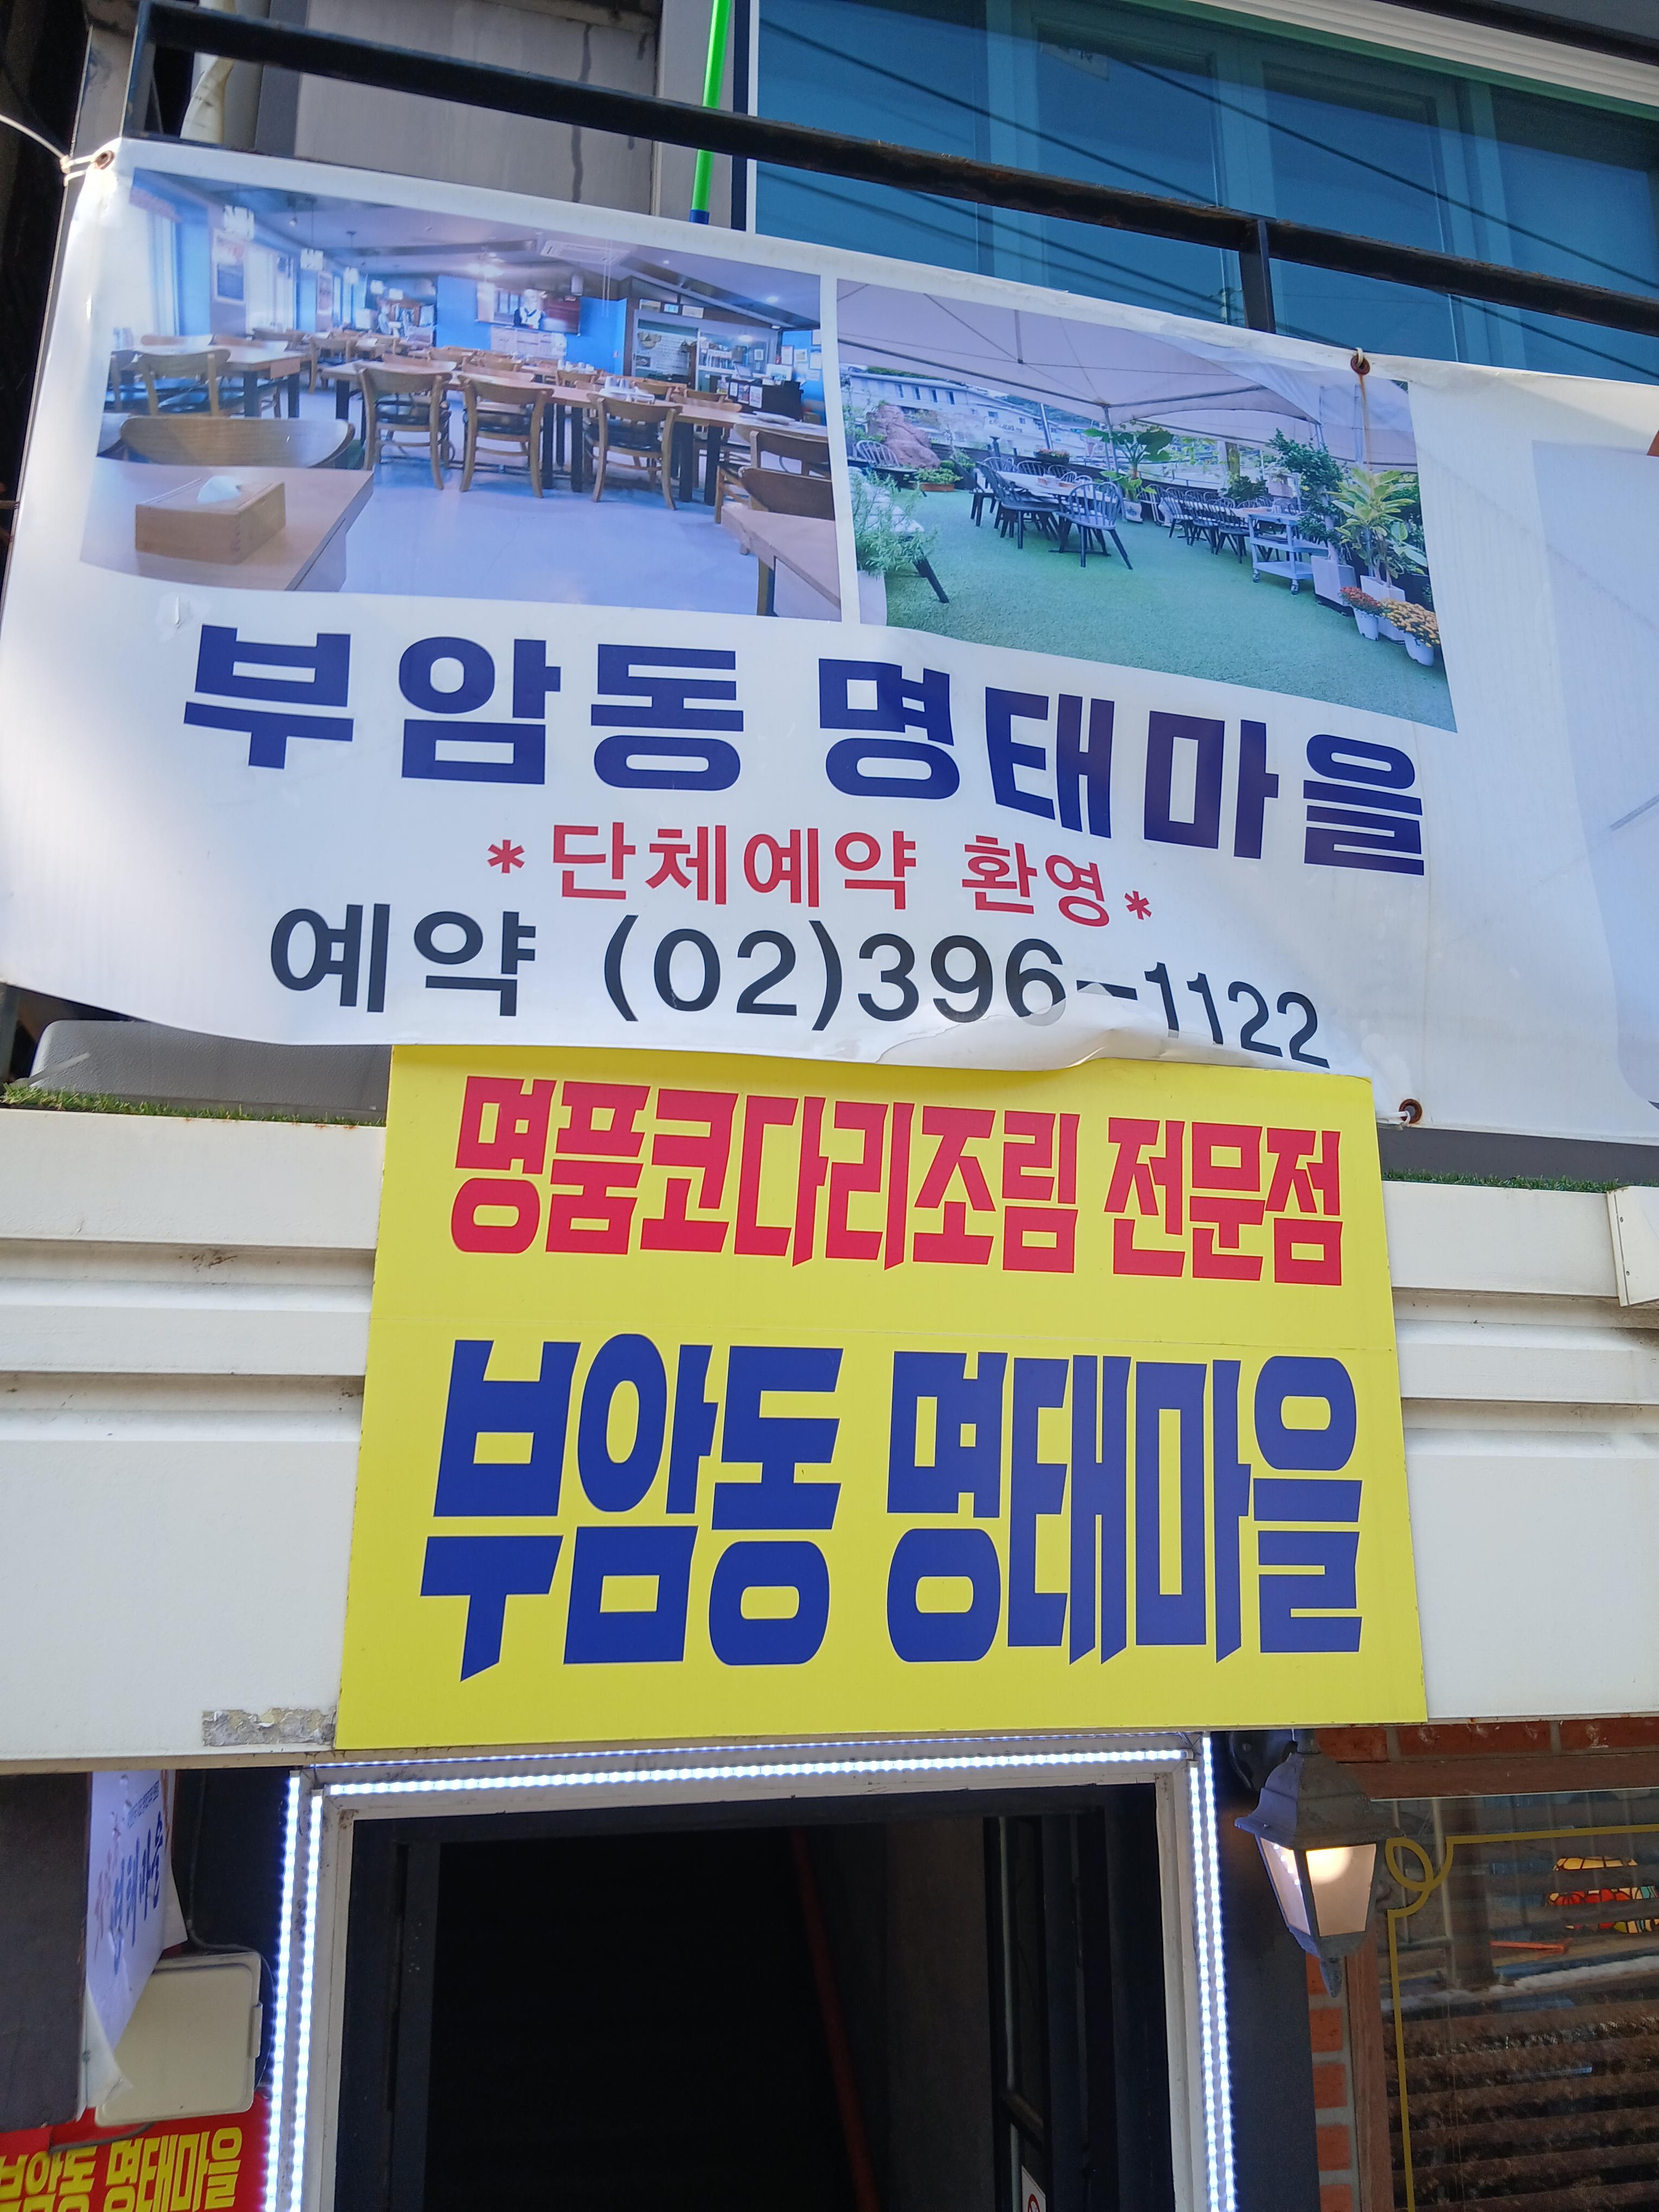 부암동 명태마을
*단체예약 환영*
예약 (02)396-1122
명품코다리조림 전문점
부암동 명태마을
부암동 명태마을